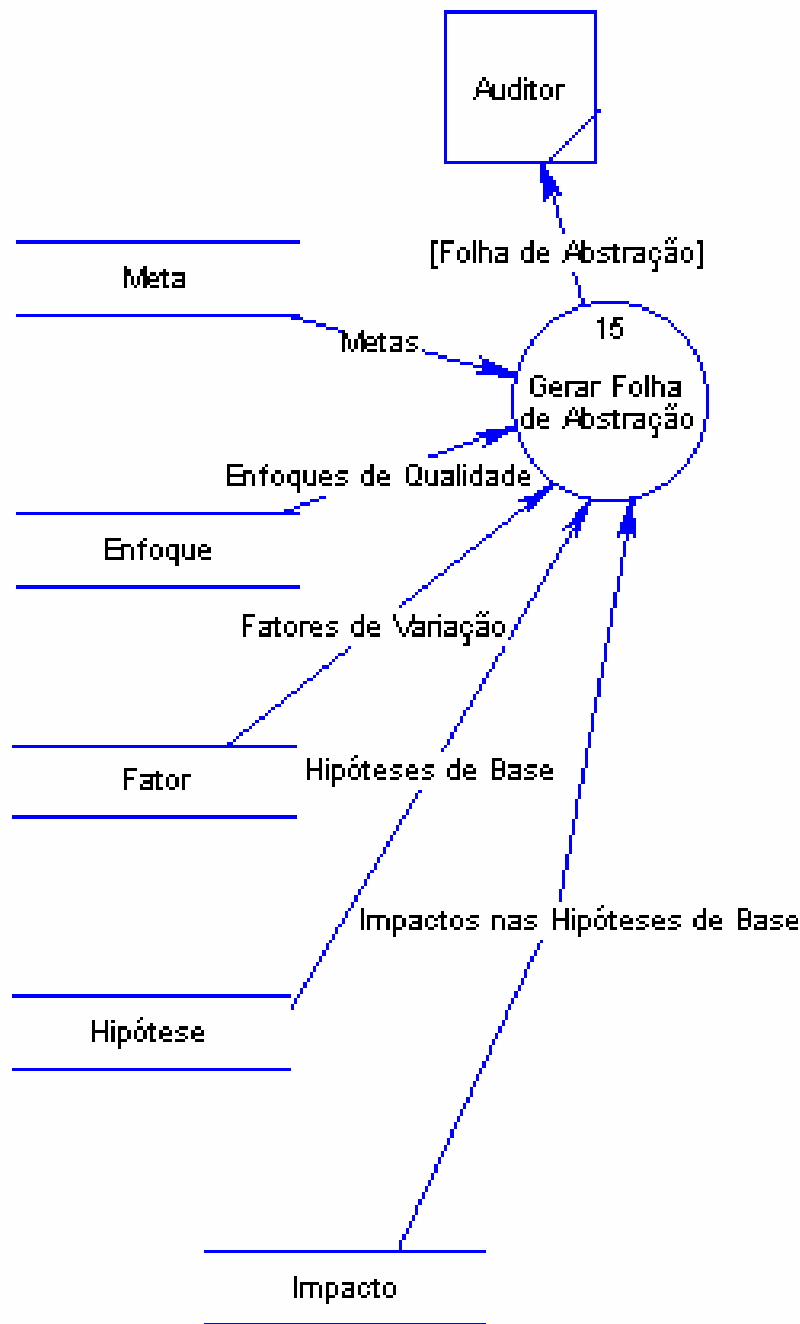 Auditor
[Folha de Abstração]
Meta
Metas
15
Gerar Folha
de Abstração
Enfoques de Qualidade
Enfoque
Fatores de Variação
Fator
Hipóteses de Base
Impactos nas Hipóteses de Base
Hipótese
Impacto